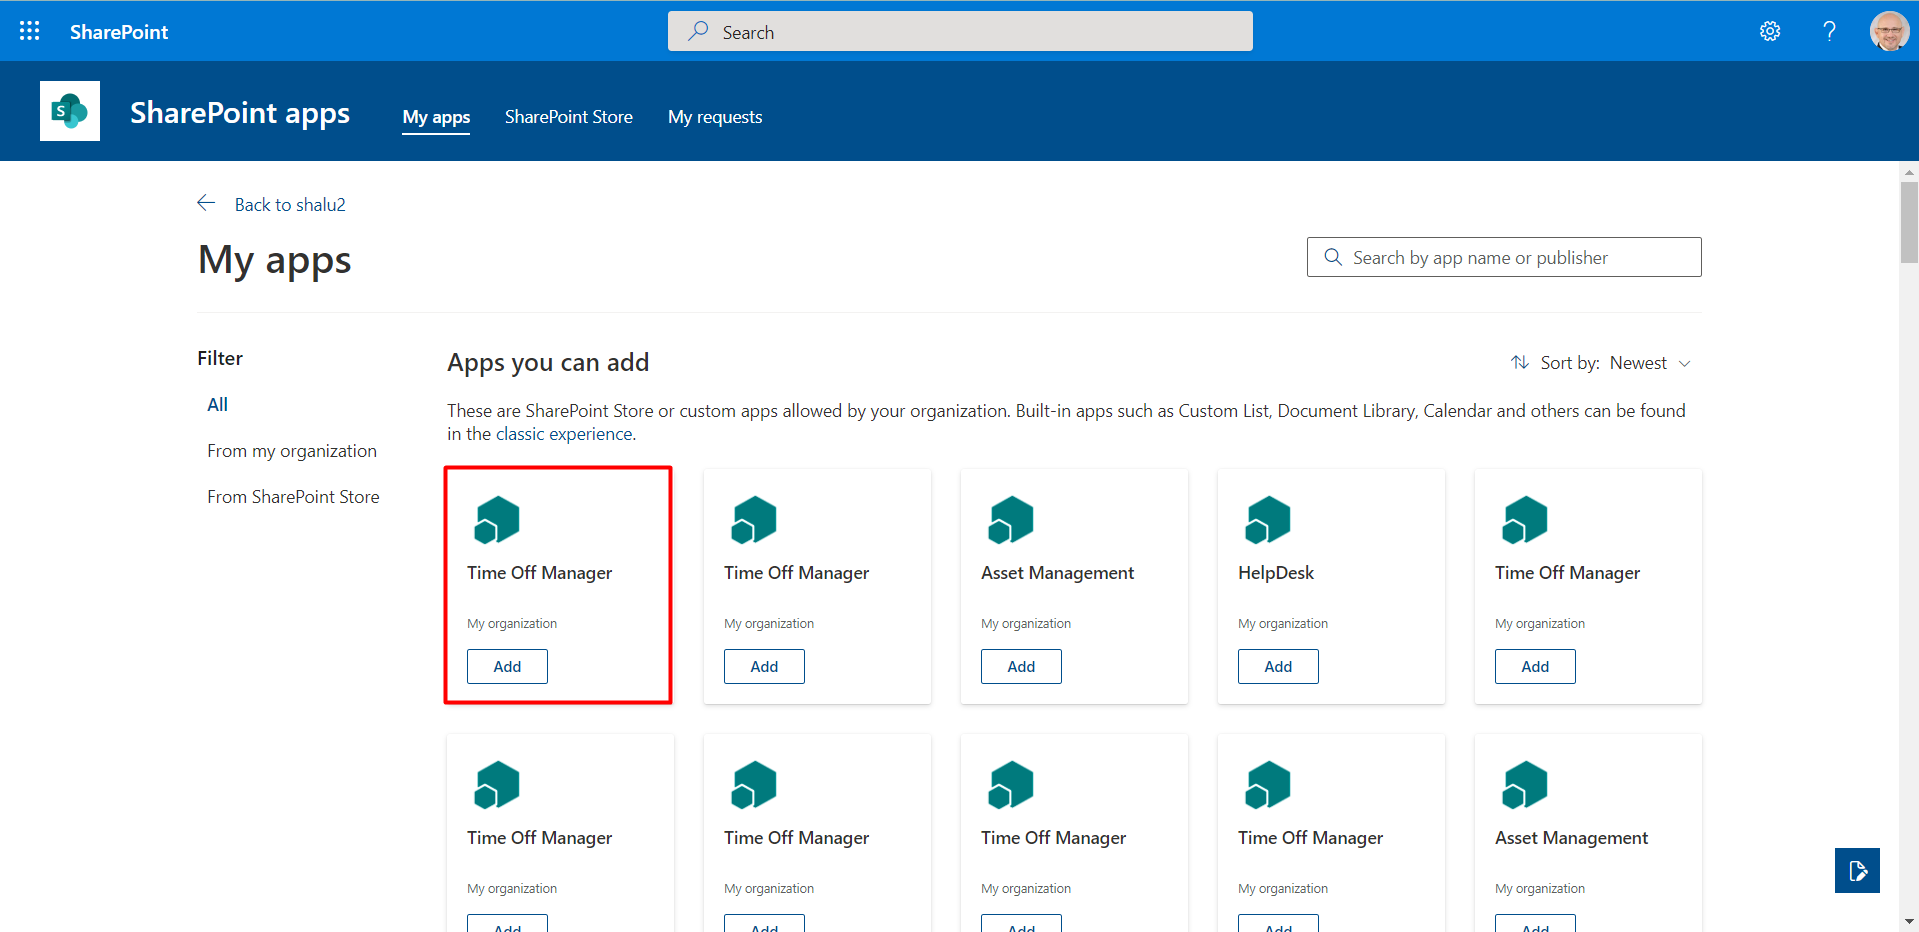 SharePoint
Search
?
S
SharePoint apps
My apps
SharePoint Store
My requests
Back to shalu2
My apps
Search by app name or publisher
Filter
All
From my organization
From SharePoint Store
Apps you can add
Sort by: Newest
These are SharePoint Store or custom apps allowed by your organization. Built-in apps such as Custom List, Document Library, Calendar and others can be found
in the classic experience.
Time Off Manager
My organization
Add
Time Off Manager
My organization
Add
Asset Management
My organization
Add
HelpDesk
My organization
Add
Time Off Manager
My organization
Add
Time Off Manager
My organization
Add
Time Off Manager
My organization
Add
Time Off Manager
My organization
Add
Time Off Manager
My organization
Add
Asset Management
My organization
Add